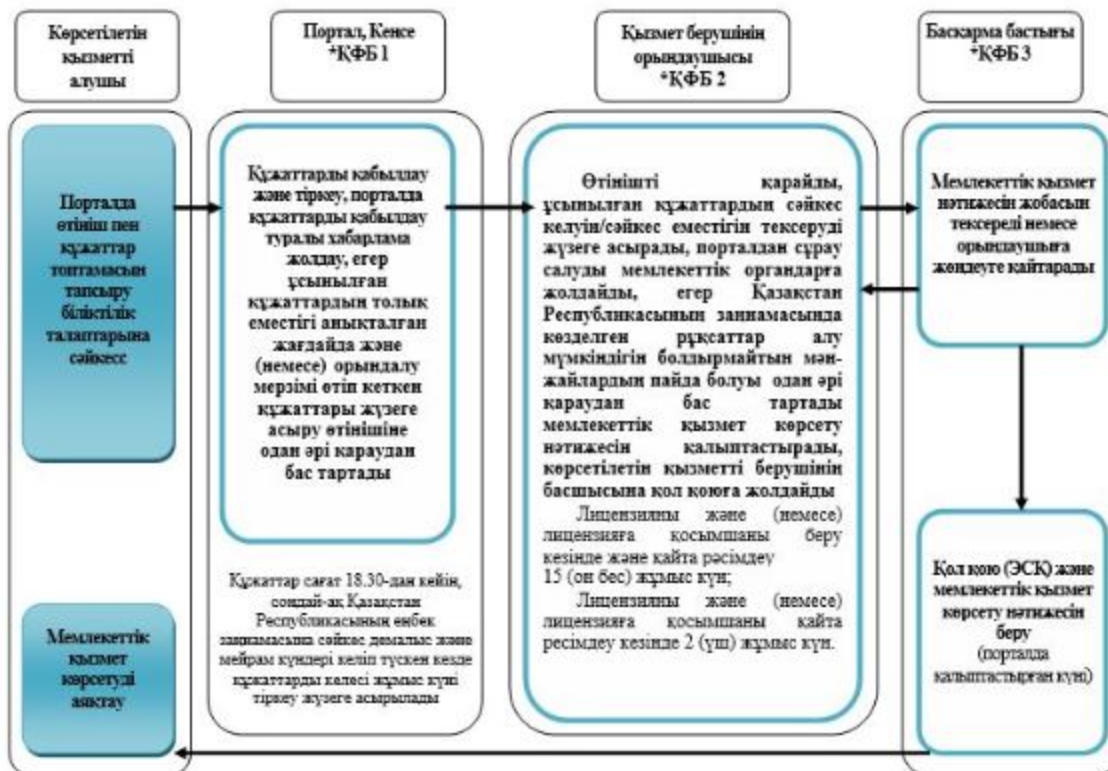 Көрсетілетін
қызметті
алушы
Портал, Кеңсе
*ҚФБ 1
Қызмет берушінің
орындаушысы
*ҚФБ 2
Басқарма бастығы
*ҚФБ 3
Порталда
өтініш пен
құжаттар
топтамасын
тапсыру
біліктілік
талаптарына
сәйкесс
Мемлекеттік
қызмет
көрсетуді
аяқтау
Құжаттарды қабылдау
және тіркеу, порталда
құжаттарды қабылдау
туралы хабарлама
жолдау, егер
ұсынылған
құжаттардың толық
еместігі анықталған
жағдайда және
(немесе) орындалу
мерзімі өтіп кеткен
құжаттары жүзеге
асыру өтінішіне
одан әрі қараудан
бас тартады
Құжаттар сағат 18.30-дан кейін,
сондай-ақ Қазақстан
Республикасының еңбек
заңнамасына сәйкес демалыс және
мейрам күндері келіп түскен кезде
құжаттарды келесі жұмыс күні
тіркеу жүзеге асырылады
Өтінішті қарайды,
ұсынылған құжаттардың сәйкес
келуін/сәйкес еместігін тексеруді
жүзеге асырады, порталдан сұрау
салуды мемлекеттік органдарға
жолдайды, егер Қазақстан
Республикасының заңнамасында
көзделген рұқсаттар алу
мүмкіндігін болдырмайтын мән-
жайлардың пайда болуы одан әрі
қараудан бас тартады
мемлекеттік қызмет көрсету
нәтижесін қалыптастырады,
көрсетілетін қызметті берушінің
басшысына қол қоюға жолдайды
Лицензияны және (немесе)
лицензияға қосымшаны беру
кезінде және қайта рәсімдеу
15 (он бес) жұмыс күн;
Лицензияны және (немесе)
лицензияға қосымшаны қайта
ресімдеу кезінде 2 (үш) жұмыс күн.
Мемлекеттік қызмет
нәтижесін жобасын
тексереді немесе
орындаушыға
жөндеуге қайтарады
Қол қою (ЭСҚ) және
мемлекеттік қызмет
көрсету нәтижесін
беру
(порталда
қалыптастырған күні)